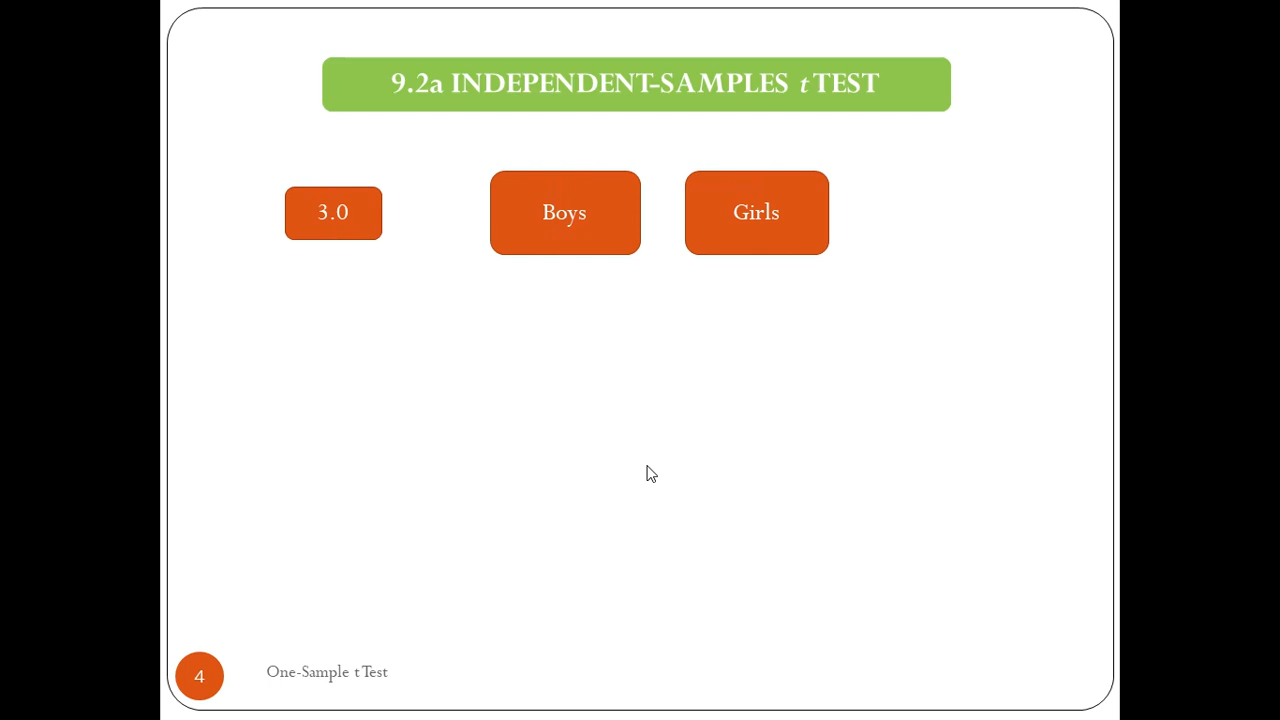 9.2a INDEPENDENT-SAMPLES t TEST
3.0
Boys
Girls
4
One-Sample t Test